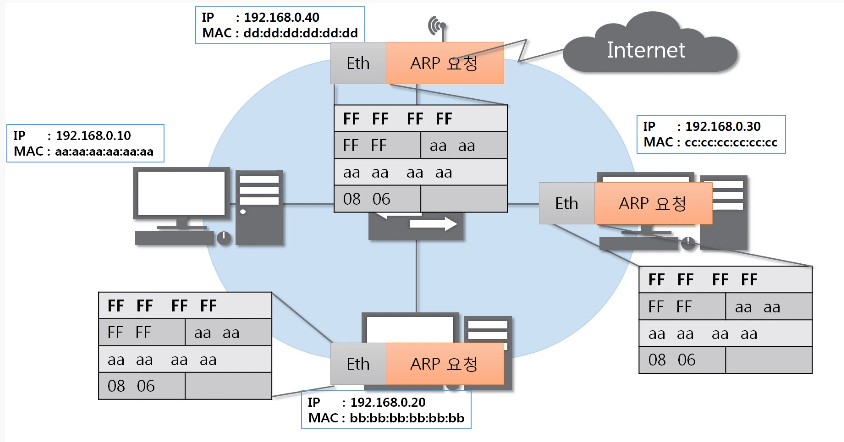 IP : 192.168.0.40
MAC : dd:dd:dd:dd:dd:dd
Internet
Eth ARP 요청
FF FF FF FF
FF FF aa aa
aa aa aa aa
08 06
IP : 192.168.0.10
MAC : aa:aa:aa:aa:aa:aa
IP : 192.168.0.30
MAC : cc:cc:cc:cc:cc:cc
Eth ARP 요청
FF FF FF FF
FF FF aa aa
aa aa aa aa
08 06
FF FF FF FF
FF FF aa aa
aa aa aa aa
08 06
Eth ARP 요청
IP : 192.168.0.20
MAC : bb:bb:bb:bb:bb:bb